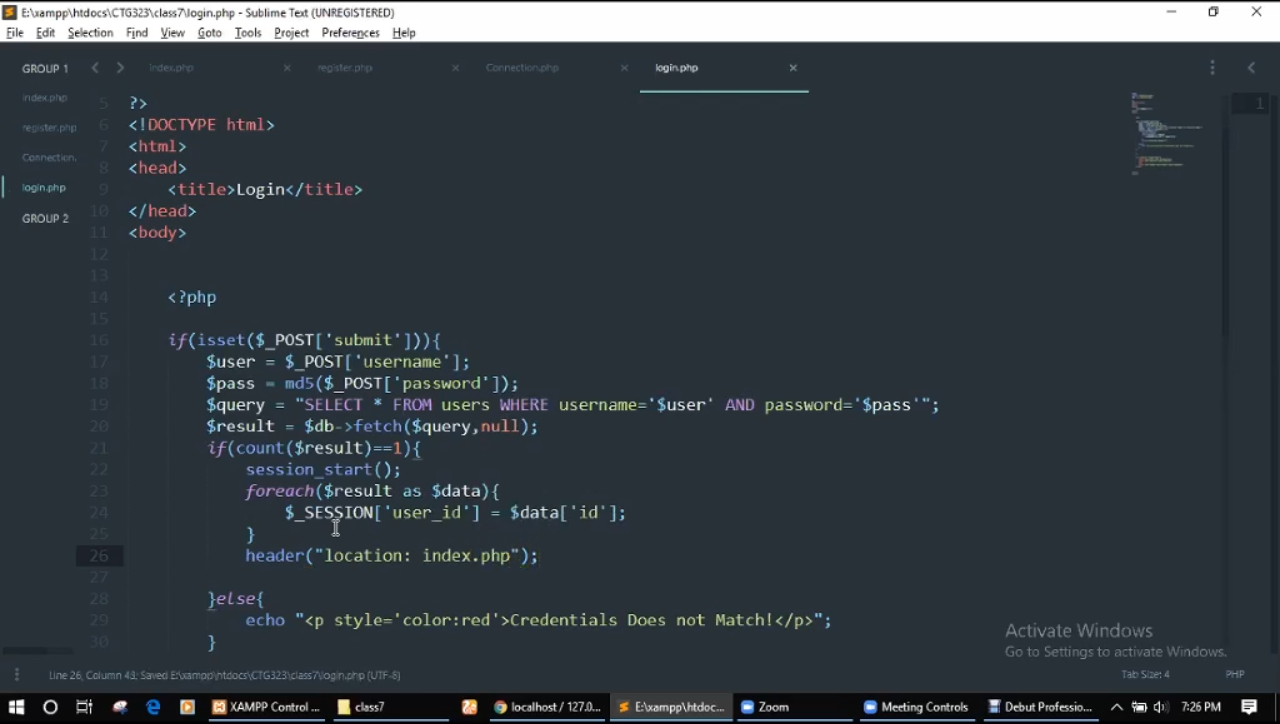 E:\xampp\htdocs\CTG323\class7\login.php - Sublime Text (UNREGISTERED)
File Edit Selection Find View Goto Tools Project Preferences Help
GROUP 1
index.php
register.php
Connection.
login.php
GROUP 2
index.php register.php Connection.php login.php
5 ?>
6 <!DOCTYPE html>
7 <html>
8 <head>
9 <title>Login</title>
10 </head>
11 <body>
12
13
14 <?php
15
16 if(isset($_POST['submit'])){
17 $user = $_POST['username'];
18 $pass = md5($_POST['password']);
19 $query = "SELECT * FROM users WHERE username='$user' AND password='$pass'";
20 $result = $db->fetch($query,null);
21 if(count($result)==1){
22 session_start();
23 foreach($result as $data){
24 $_SESSION['user_id'] = $data['id'];
25 }
26 header("location: index.php");
27
28 }else{
29 echo "<p style='color:red'>Credentials Does not Match!</p>";
30 }
1
Activate Windows
Go to Settings to activate Windows.
Line 26, Column 43; Saved E:\xampp\htdocs\CTG323\class7\login.php (UTF-8) Tab Size: 4 PHP
XAMPP Control ... class7 localhost / 127.0... E:\xampp\htdoc... Zoom Meeting Controls Debut Professio... 7:26 PM